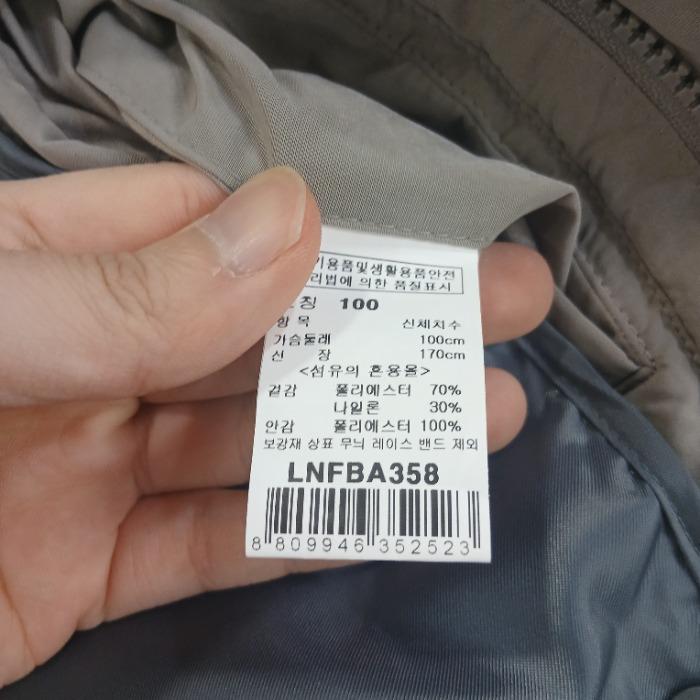 기용품및생활용품안전
리법에 의한 품질표시
칭 100
항 목 신체치수
가슴둘레 100cm
신 장 170cm
<섬유의 혼용율>
겉감 폴리에스터 70%
나일론 30%
안감 폴리에스터 100%
보강재 상표 무늬 레이스 밴드 제외
LNFBA358
8 809946 352523